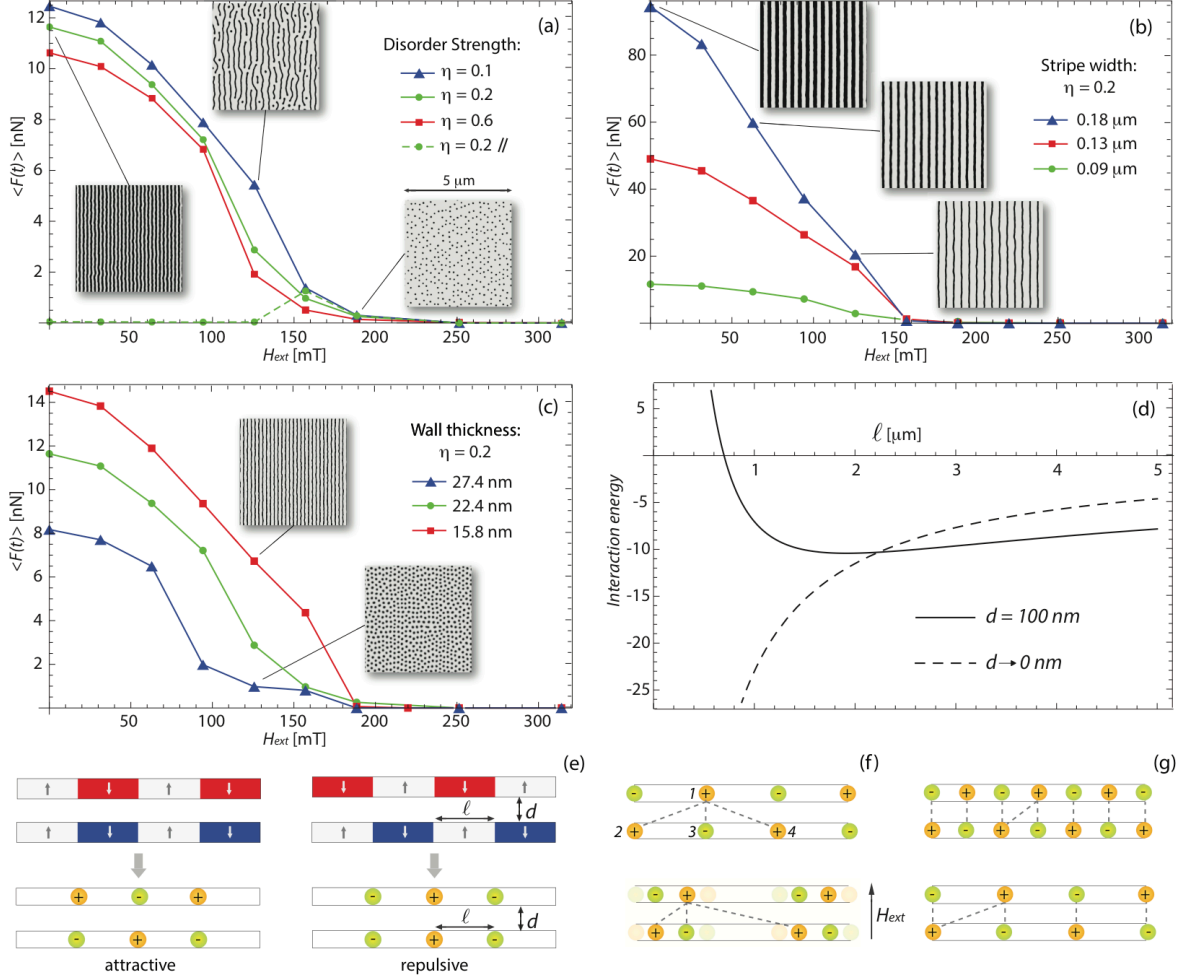 (a)
12
10
8
6
4
2
<F(t)> [nN]
Disorder Strength:
η = 0.1
η = 0.2
η = 0.6
η = 0.2 //
5 μm
0 50 100 150 200 250 300
Hext [mT]
(b)
80
60
40
20
<F(t)> [nN]
Stripe width:
η = 0.2
0.18 μm
0.13 μm
0.09 μm
0 50 100 150 200 250 300
Hext [mT]
(c)
14
12
10
8
6
4
2
<F(t)> [nN]
Wall thickness:
η = 0.2
27.4 nm
22.4 nm
15.8 nm
0 50 100 150 200 250 300
Hext [mT]
(d)
5
-5
-10
-15
-20
-25
Interaction energy
ℓ [μm]
1 2 3 4 5
d = 100 nm
d → 0 nm
(e)
↑ ↓ ↑ ↓
↑ ↓ ↑ ↓
+ - +
- + -
attractive
↓ ↑ ↓ ↑
ℓ d
↑ ↓ ↑ ↓
- + -
ℓ d
- + -
repulsive
(f)
- 1 + - +
2 + 3 - + 4 -
- + - + 
+ - + -
Hext
(g)
- + - + - + -
+ - + - + - +
- + - +
+ - + -